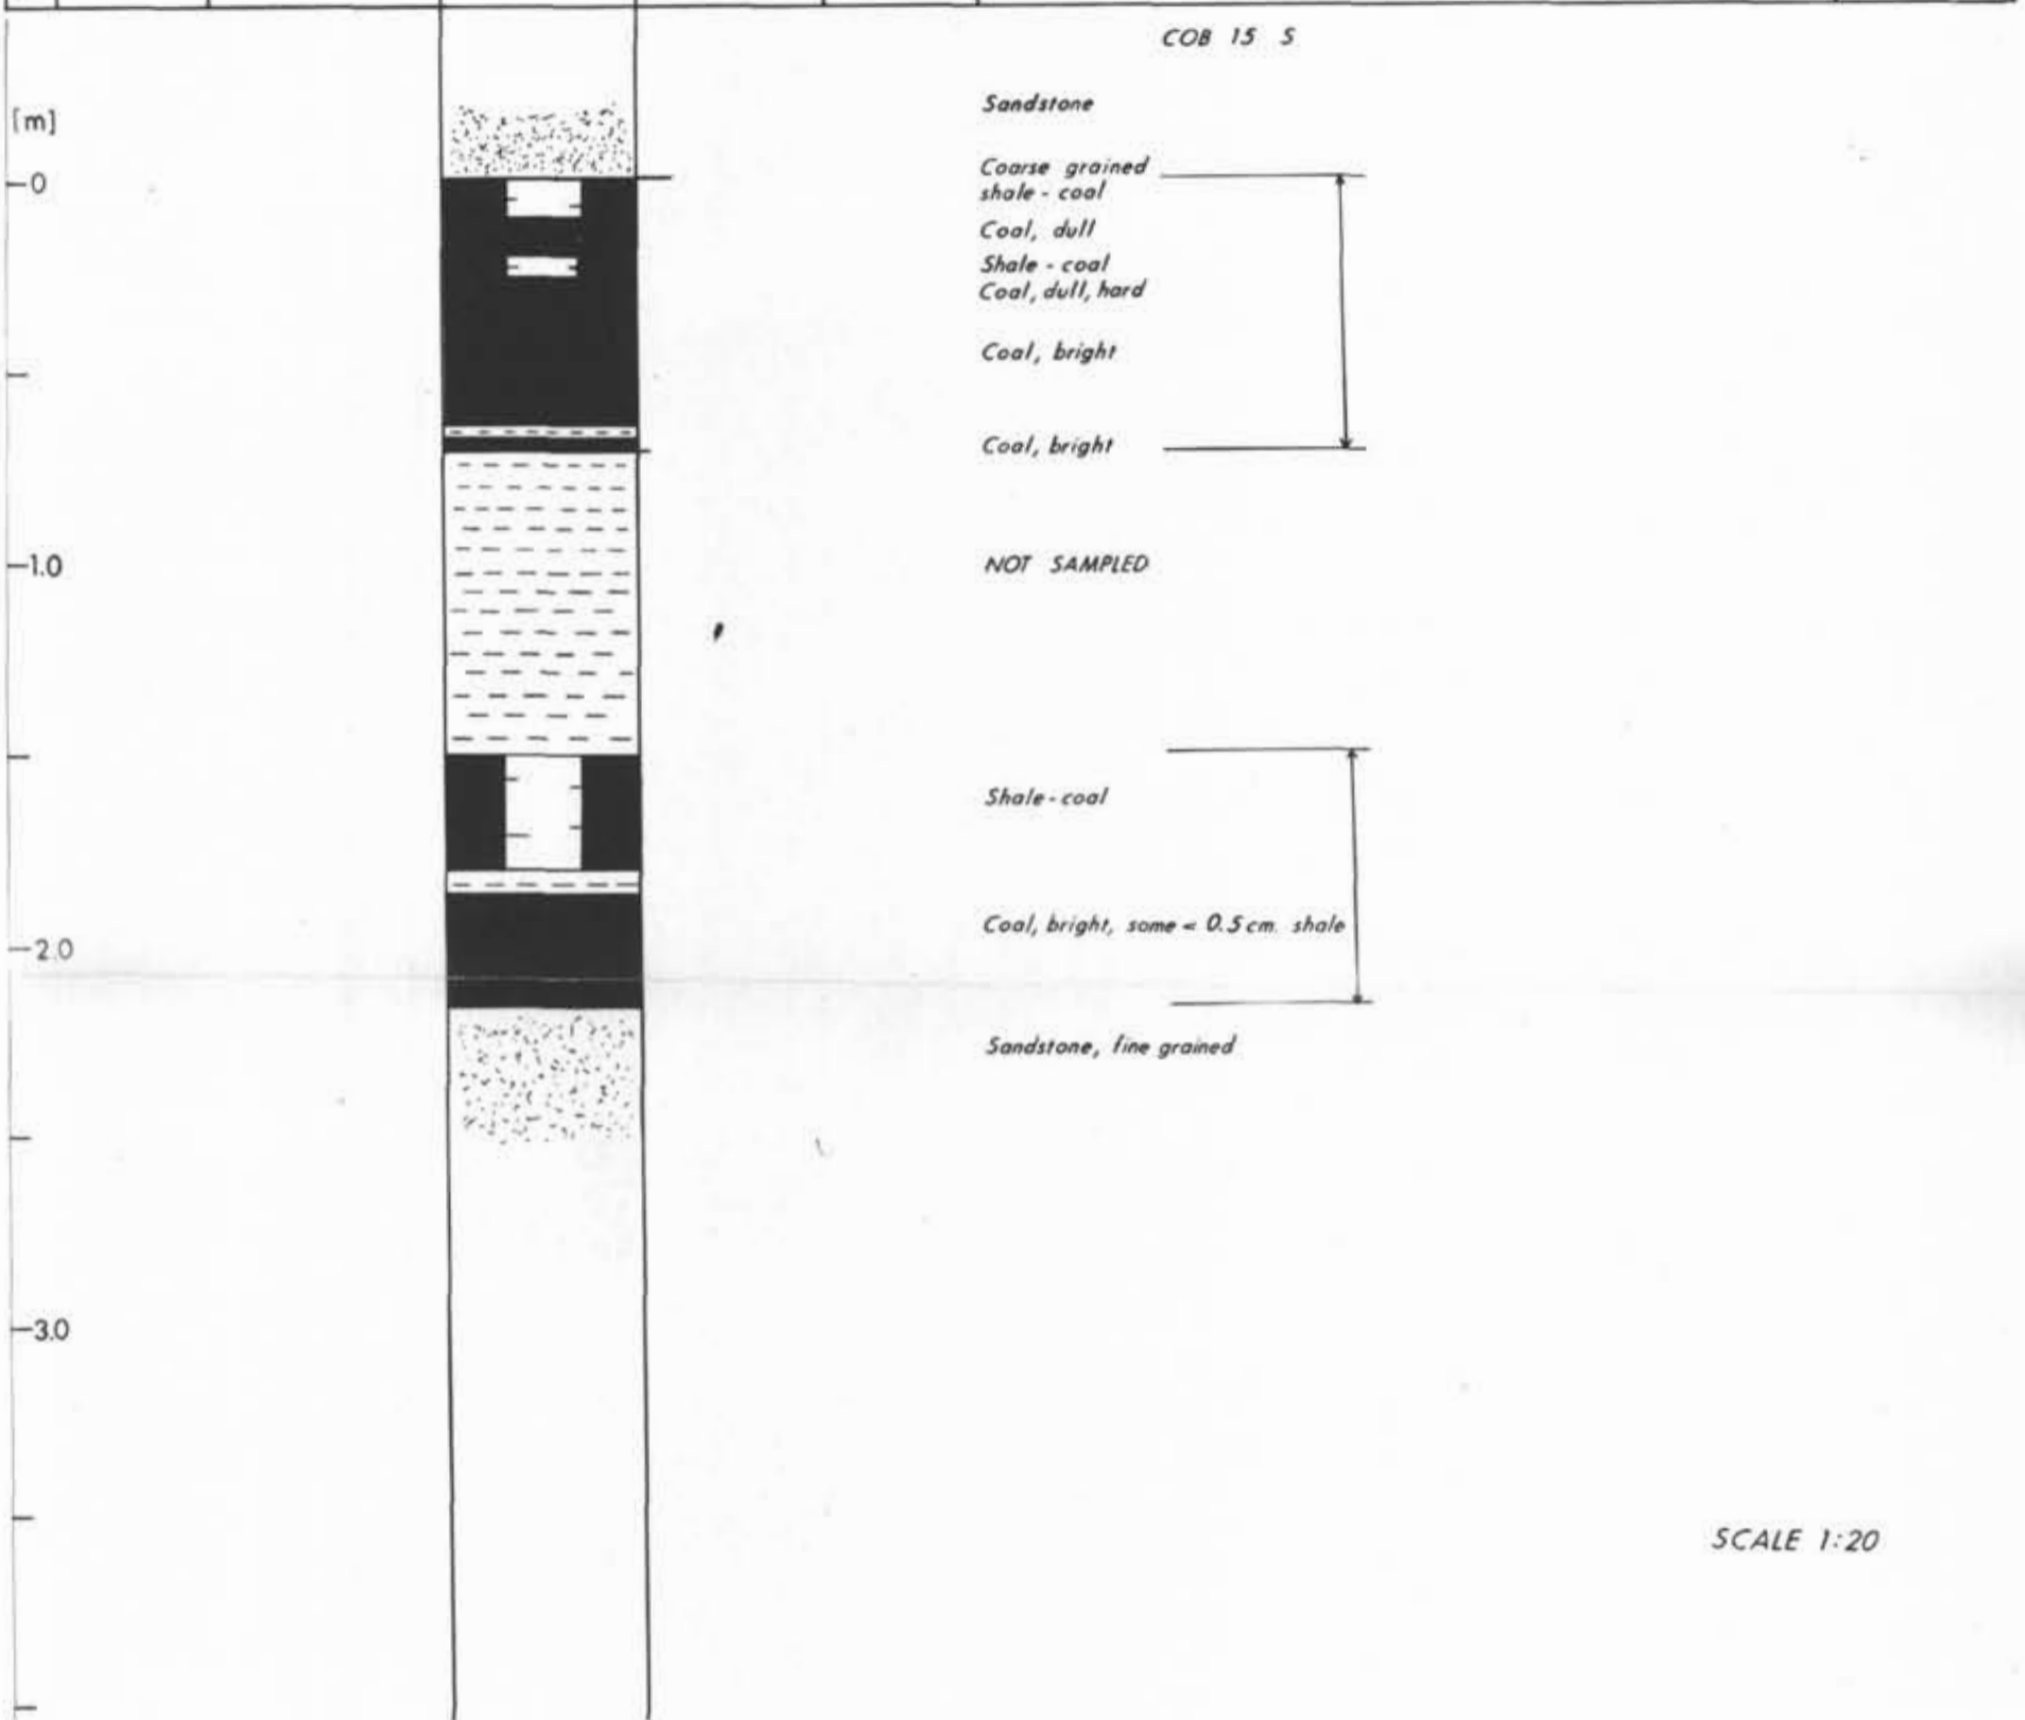 COB 15 S
[m]
Sandstone
0
Coarse grained
shale - coal
Coal, dull
Shale - coal
Coal, dull, hard
Coal, bright
Coal, bright
1.0
NOT SAMPLED
Shale - coal
Coal, bright, some < 0.5 cm. shale
2.0
Sandstone, fine grained
3.0
SCALE 1:20